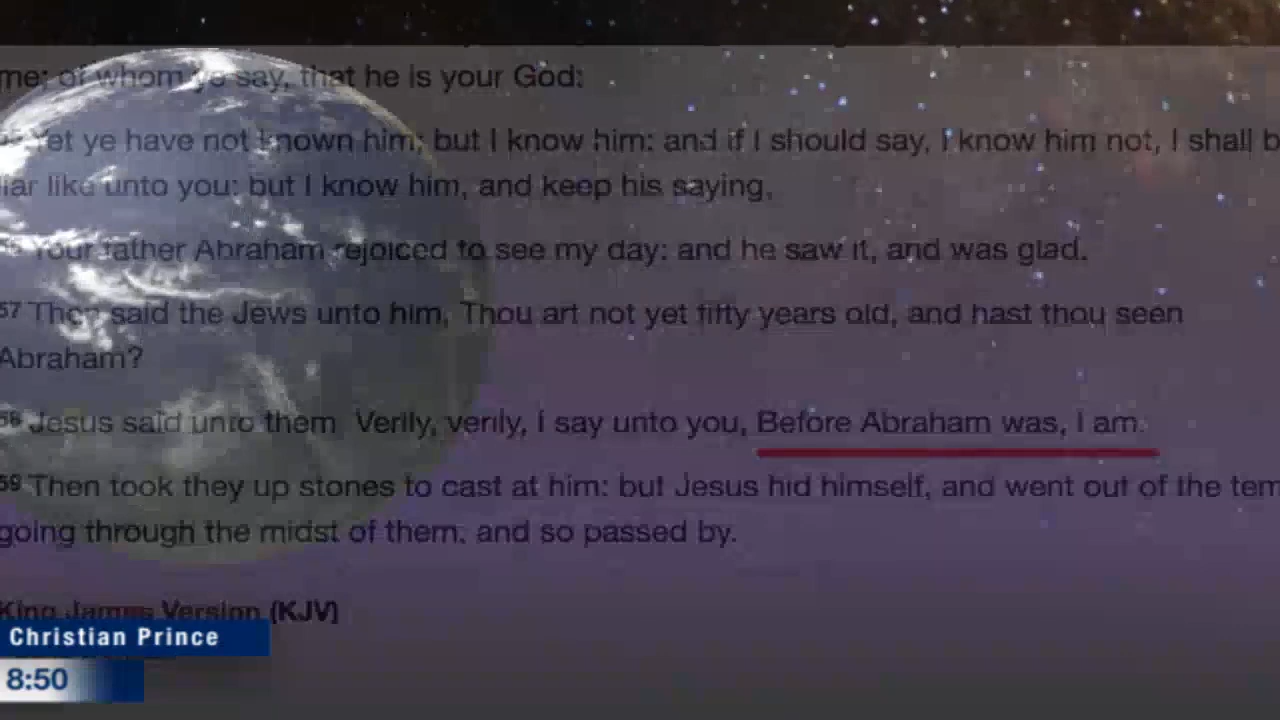 me; of whom ye say, that he is your God:
Yet ye have not known him; but I know him: and if I should say, I know him not, I shall b
liar like unto you: but I know him, and keep his saying.
Your father Abraham rejoiced to see my day: and he saw it, and was glad.
57 Then said the Jews unto him, Thou art not yet fifty years old, and hast thou seen
Abraham?
58 Jesus said unto them Verily, verily, I say unto you, Before Abraham was, I am.
59 Then took they up stones to cast at him: but Jesus hid himself, and went out of the tem
going through the midst of them, and so passed by.
King James Version (KJV)
Christian Prince
8:50